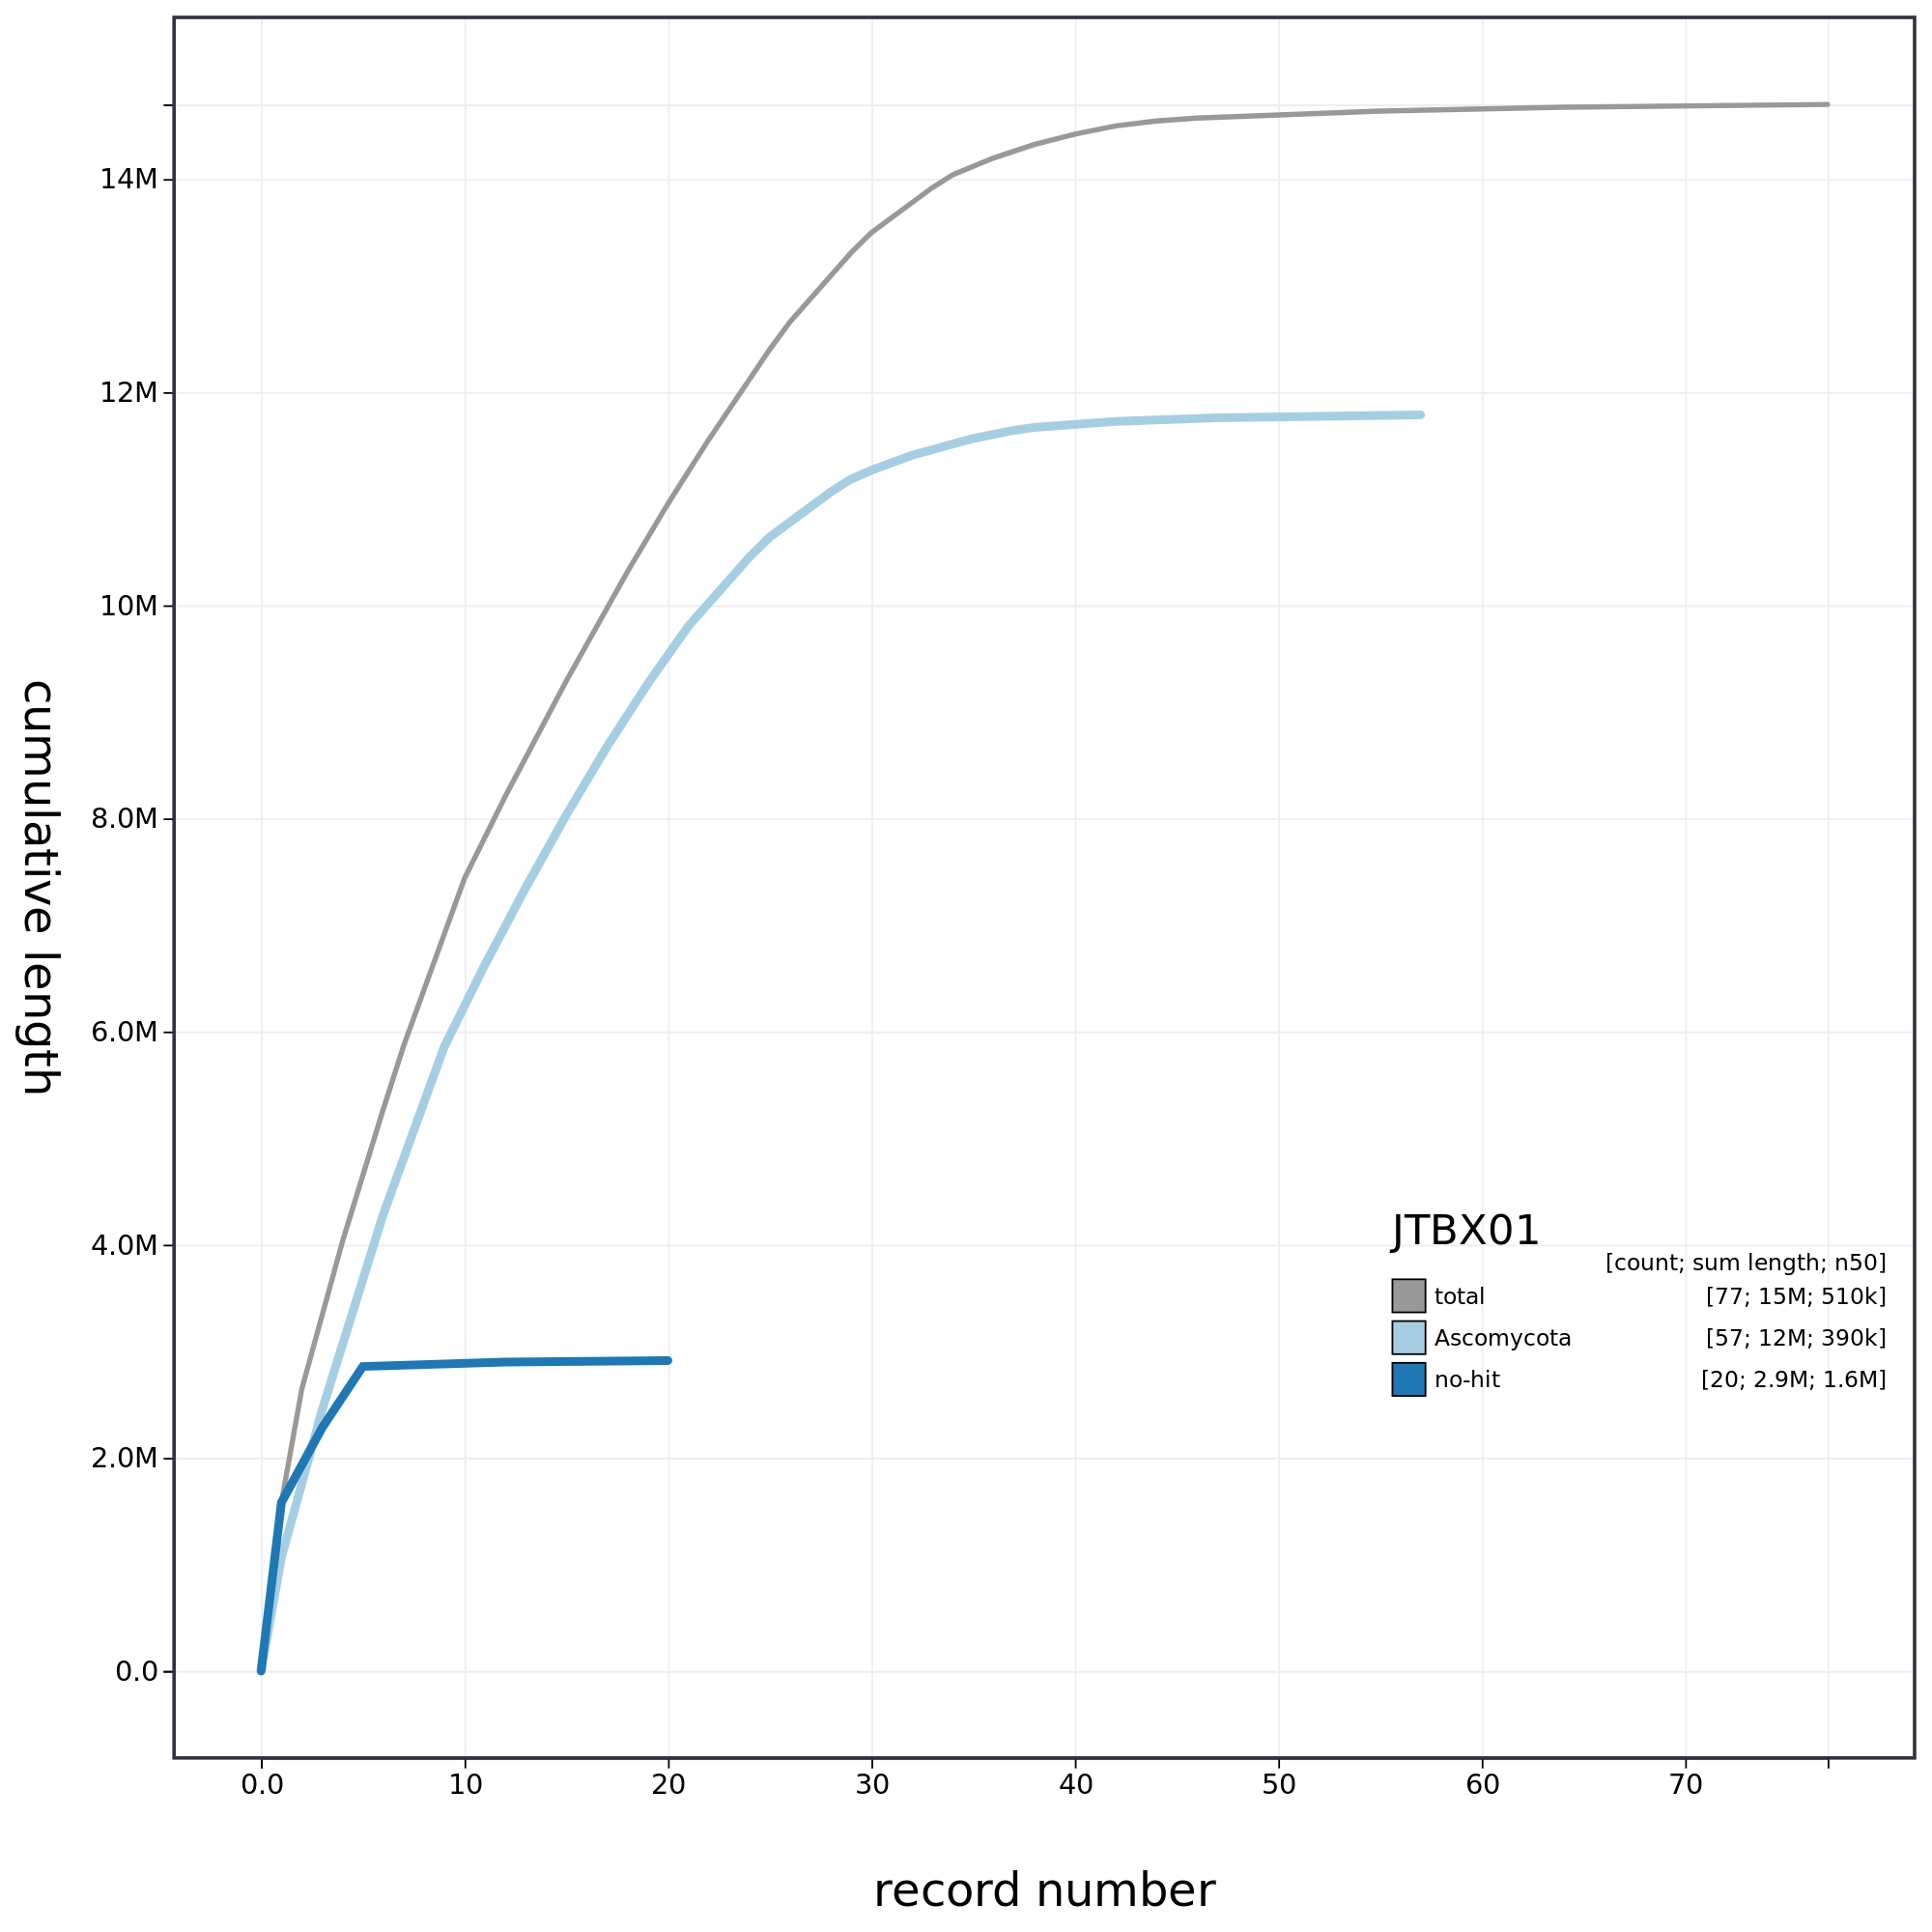 14M
12M
10M
8.0M
6.0M
4.0M
2.0M
0.0
cumulative length
JTBX01
[count; sum length; n50]
total [77; 15M; 510k]
Ascomycota [57; 12M; 390k]
no-hit [20; 2.9M; 1.6M]
0.0 10 20 30 40 50 60 70
record number